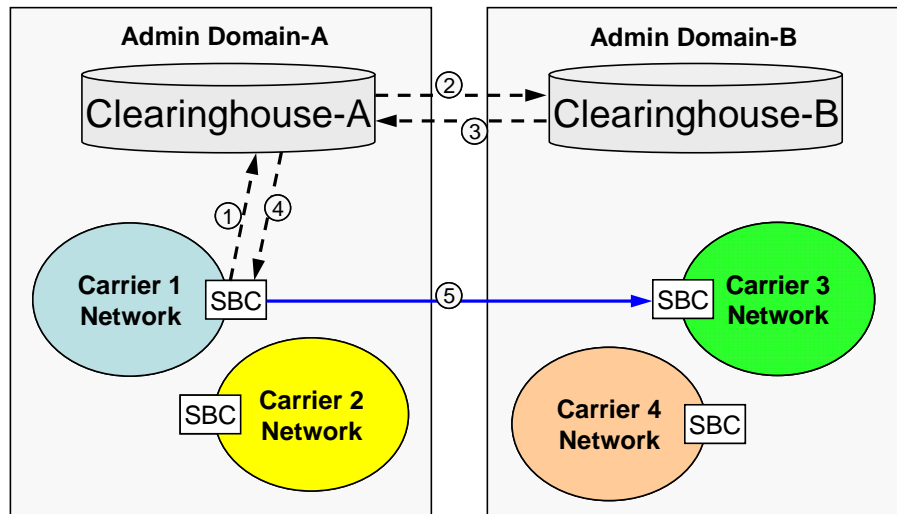 Admin Domain-A
Admin Domain-B
Clearinghouse-A
Clearinghouse-B
2
3
1
4
Carrier 1
Network
SBC
5
SBC
Carrier 3
Network
SBC
Carrier 2
Network
Carrier 4
Network
SBC